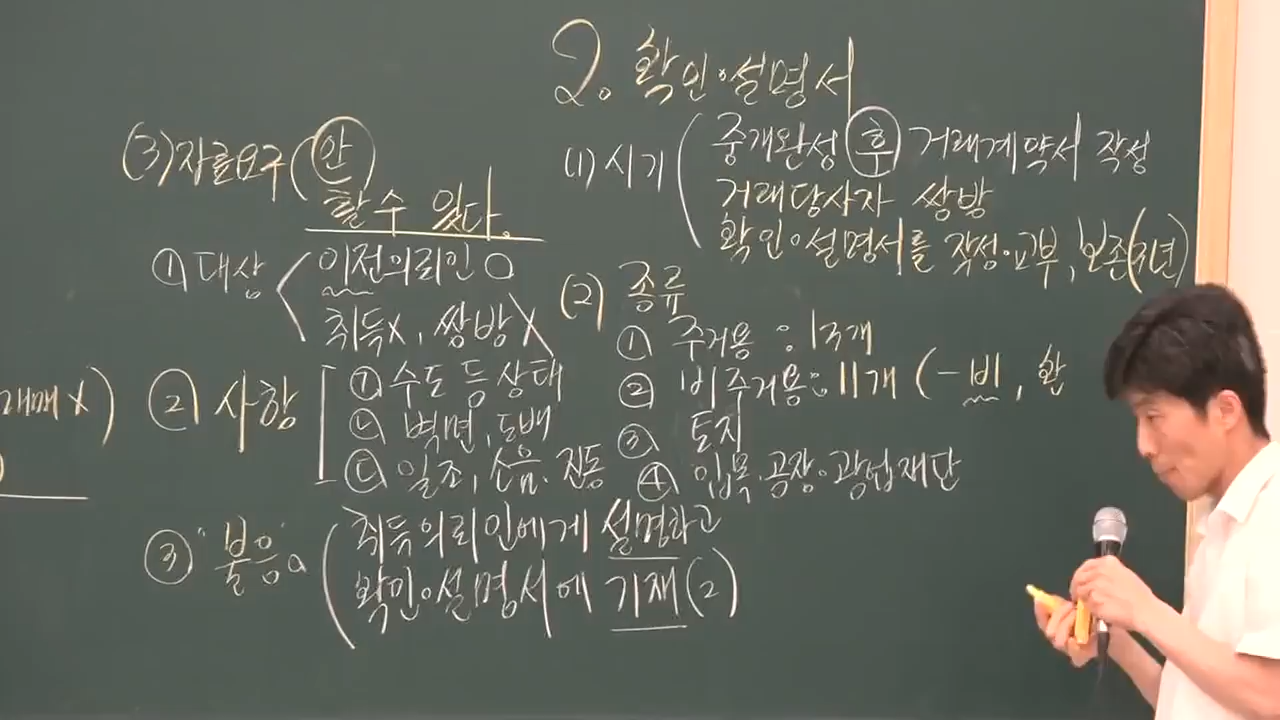 (3) 자료요구 (안
할 수 있다.
① 대상 이전의뢰인 O
취득X, 쌍방 X
매매 X)
② 사항
㉠ 수도 등 상태
㉡ 벽면, 도배
㉢ 일조, 소음·진동
③ "불응"
취득의뢰인에게 설명하고
확인·설명서에 기재(2)
2. 확인·설명서
(1) 시기
중개완성 후 거래계약서 작성
거래당사자 쌍방
확인·설명서를 작성·교부, 보존(3년)
(2) 종류
① 주거용 : 13개
② 비주거용: 11개 (-비, 환
③ 토지
④ 입목·공장·광업재단